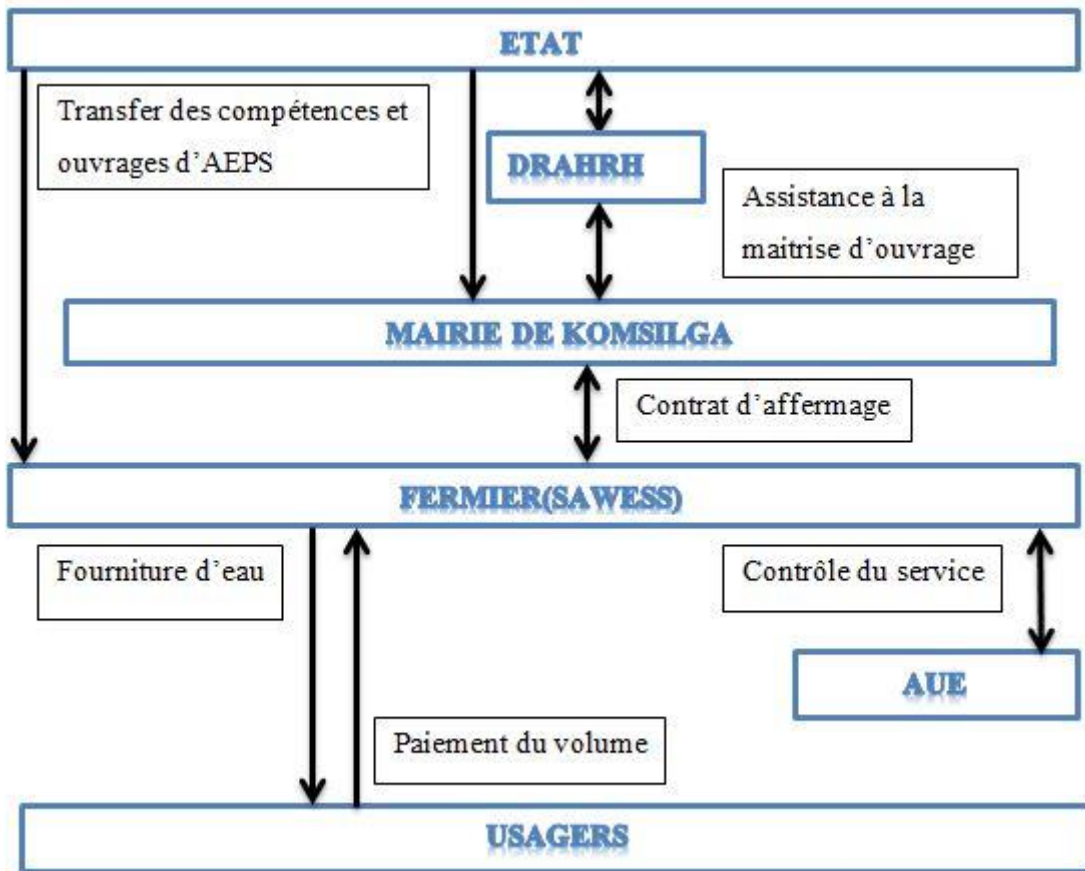 ETAT
Transfer des compétences et
ouvrages d'AEPS
DRAHRH
Assistance à la
maitrise d'ouvrage
MAIRIE DE KOMSILGA
Contrat d'affermage
FERMIER(SAWESS)
Fourniture d'eau
Contrôle du service
AUE
Paiement du volume
USAGERS